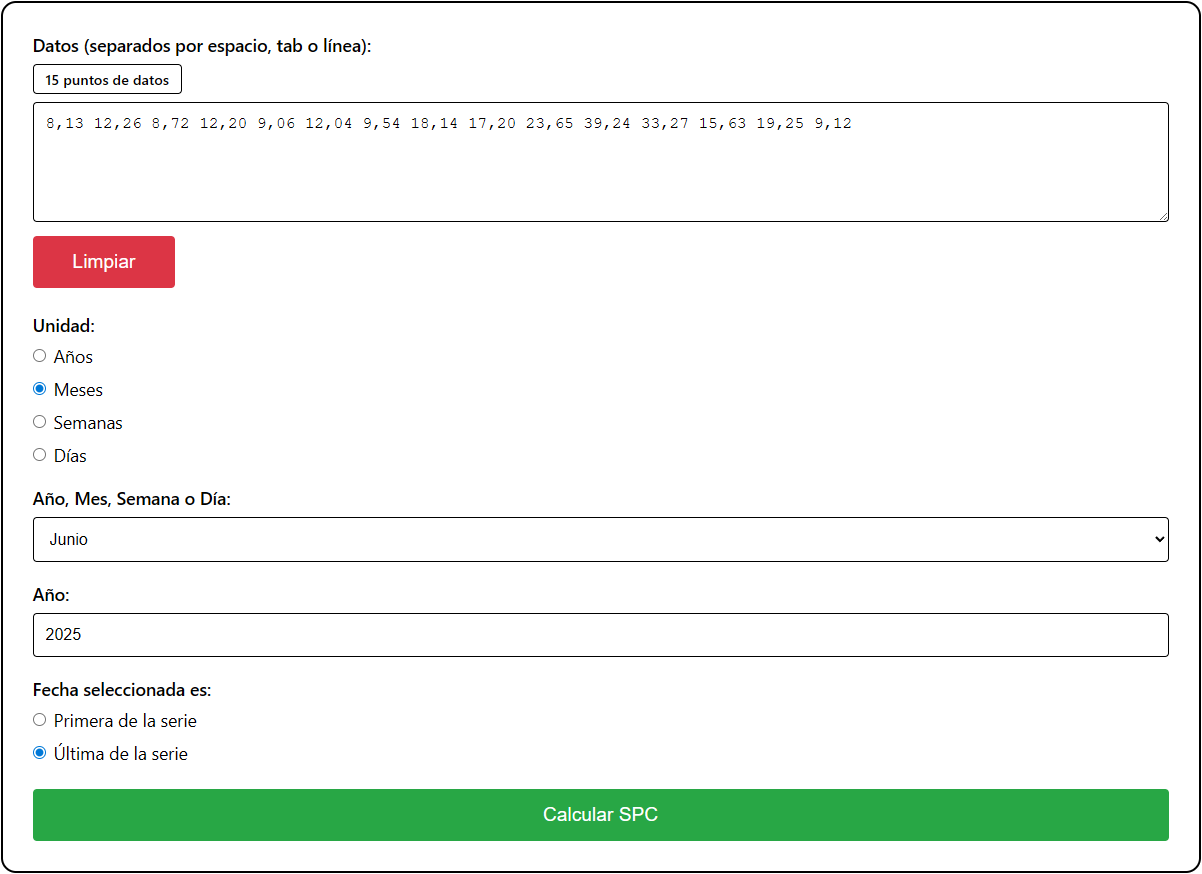 Datos (separados por espacio, tab o línea):
15 puntos de datos
8,13 12,26 8,72 12,20 9,06 12,04 9,54 18,14 17,20 23,65 39,24 33,27 15,63 19,25 9,12
Limpiar
Unidad:
Años
Meses
Semanas
Días
Año, Mes, Semana o Día:
Junio
Año:
2025
Fecha seleccionada es:
Primera de la serie
Última de la serie
Calcular SPC